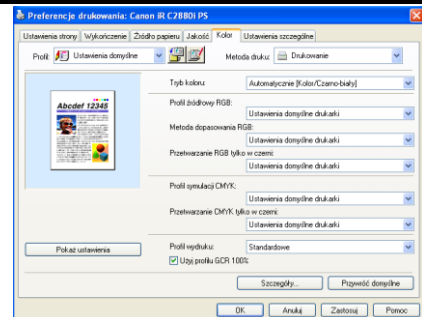 Preferencje drukowania: Canon iR C2880i PS
Ustawienia strony Wykończenie Źródło papieru Jakość Kolor Ustawienia szczególne
Profil: Ustawienia domyślne Metoda druku: Drukowanie
Tryb koloru: Automatycznie [Kolor/Czarno-biały]
Profil źródłowy RGB:
Ustawienia domyślne drukarki
Metoda dopasowania RGB:
Ustawienia domyślne drukarki
Przetwarzanie RGB tylko w czerni:
Ustawienia domyślne drukarki
Profil symulacji CMYK:
Ustawienia domyślne drukarki
Przetwarzanie CMYK tylko w czerni:
Ustawienia domyślne drukarki
Profil wydruku: Standardowe
Użyj profilu GCR 100%
Abcdef 12345
Pokaż ustawienia
Szczegóły... Przywróć domyślne
OK Anuluj Zastosuj Pomoc